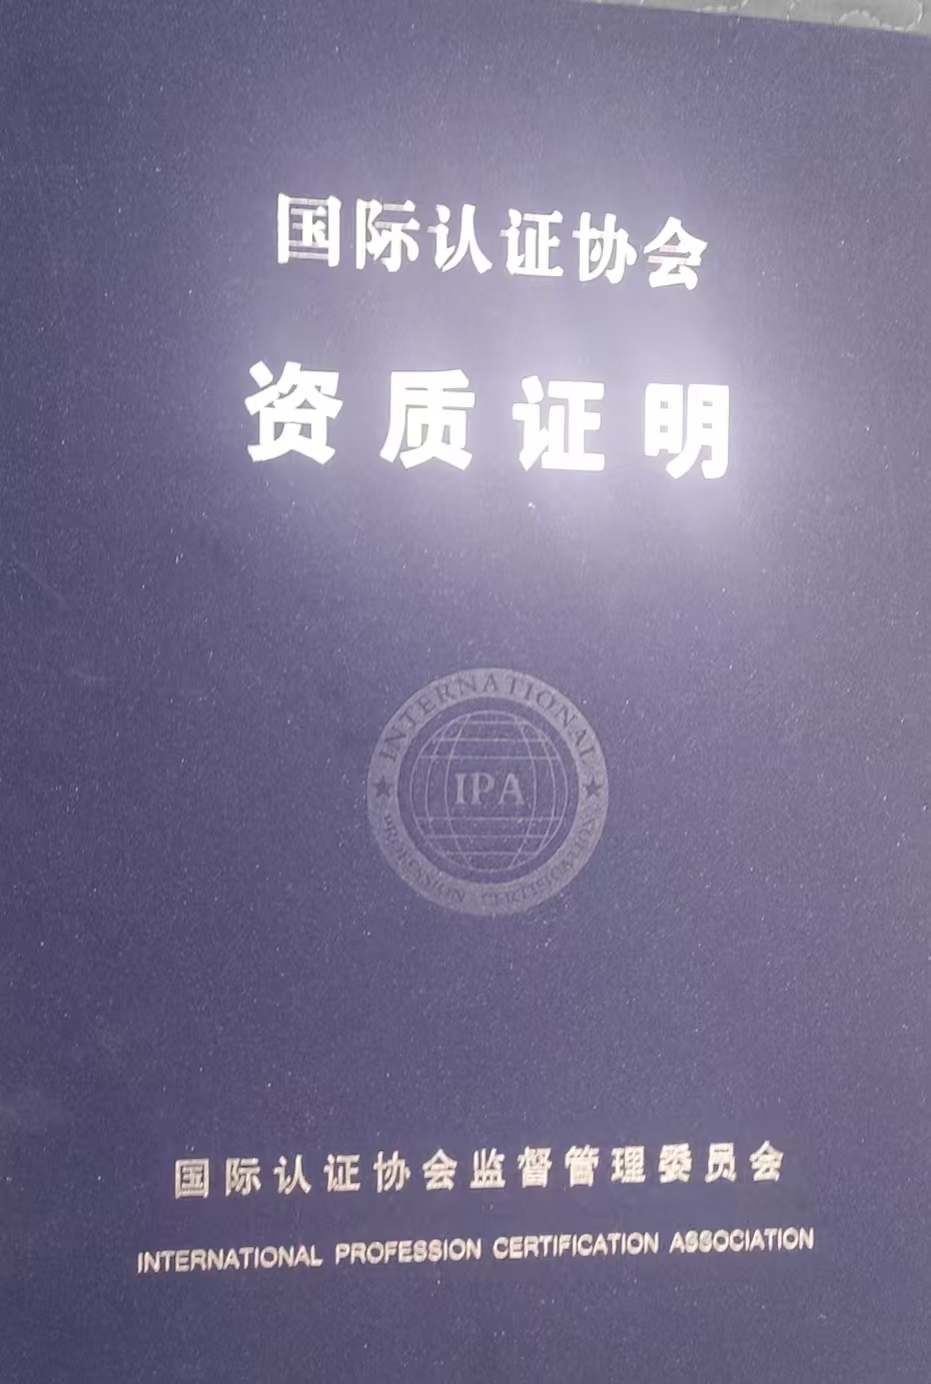 国际认证协会
资质证明
INTERNATIONAL
IPA
PROFESSION CERTIFICATION
国际认证协会监督管理委员会
INTERNATIONAL PROFESSION CERTIFICATION ASSOCIATION